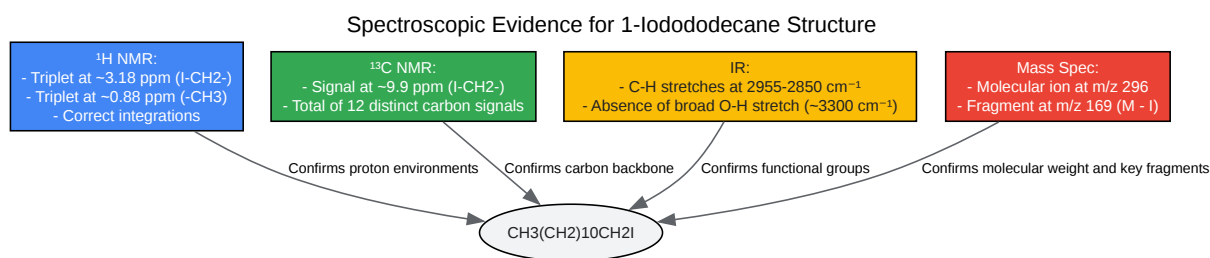 Spectroscopic Evidence for 1-Iodododecane Structure
¹H NMR:
- Triplet at ~3.18 ppm (I-CH2-)
- Triplet at ~0.88 ppm (-CH3)
- Correct integrations
¹³C NMR:
- Signal at ~9.9 ppm (I-CH2-)
- Total of 12 distinct carbon signals
IR:
- C-H stretches at 2955-2850 cm⁻¹
- Absence of broad O-H stretch (~3300 cm⁻¹)
Mass Spec:
- Molecular ion at m/z 296
- Fragment at m/z 169 (M - I)
Confirms proton environments
Confirms carbon backbone
Confirms functional groups
Confirms molecular weight and key fragments
CH3(CH2)10CH2I